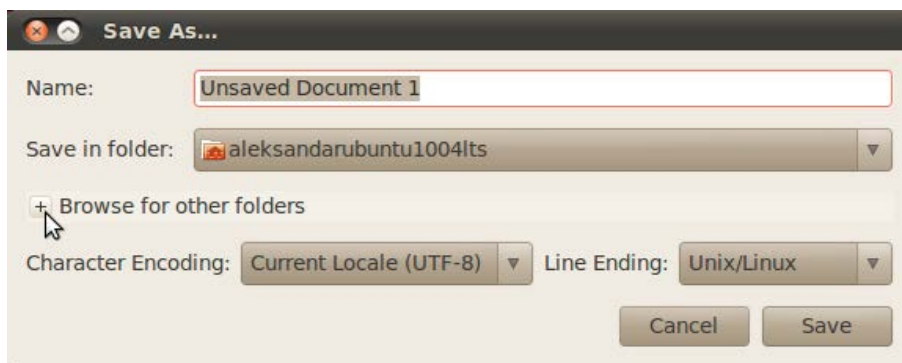 Save As...
Name: Unsaved Document 1
Save in folder: aleksandarubuntu1004lts
+ Browse for other folders
Character Encoding: Current Locale (UTF-8) Line Ending: Unix/Linux
Cancel Save